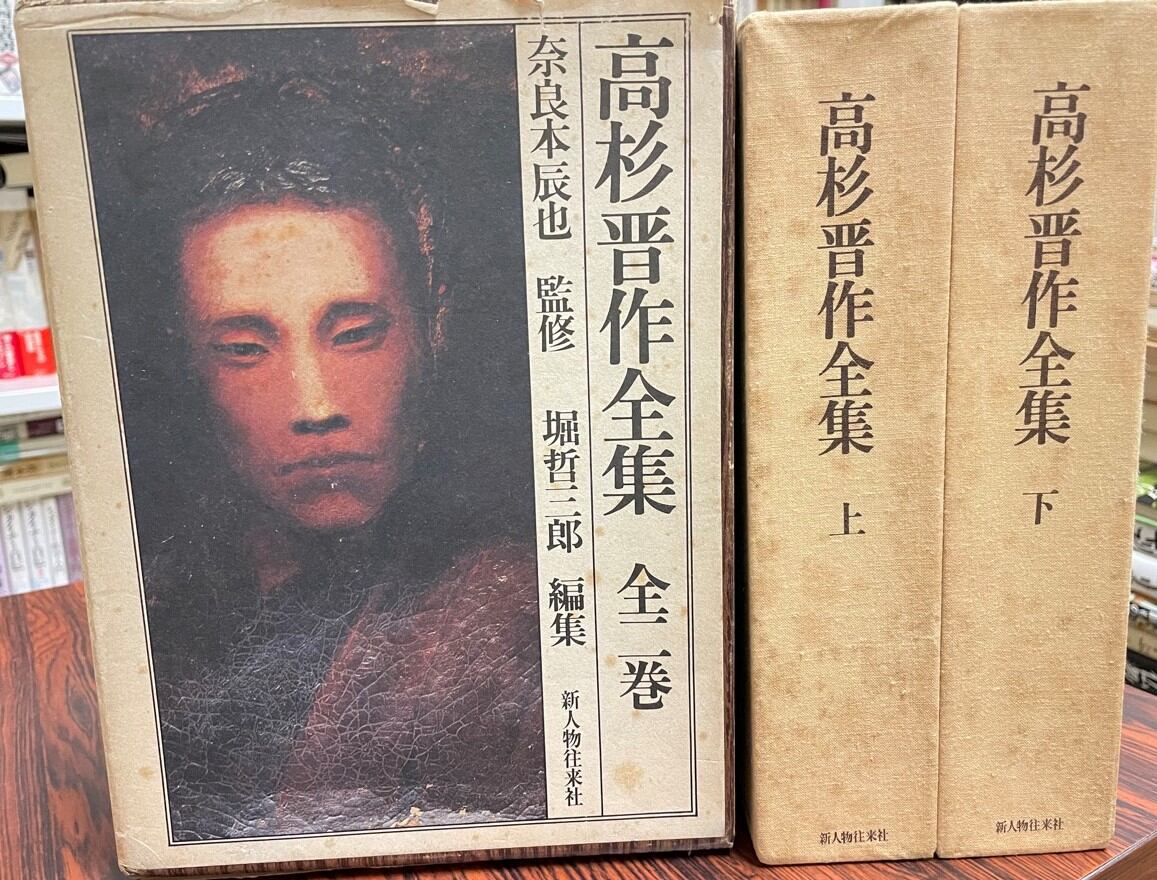 高杉晋作全集 全二巻
奈良本辰也 監修 堀哲三郎 編集
新人物往来社
高杉晋作全集 上
新人物往来社
高杉晋作全集 下
新人物往来社